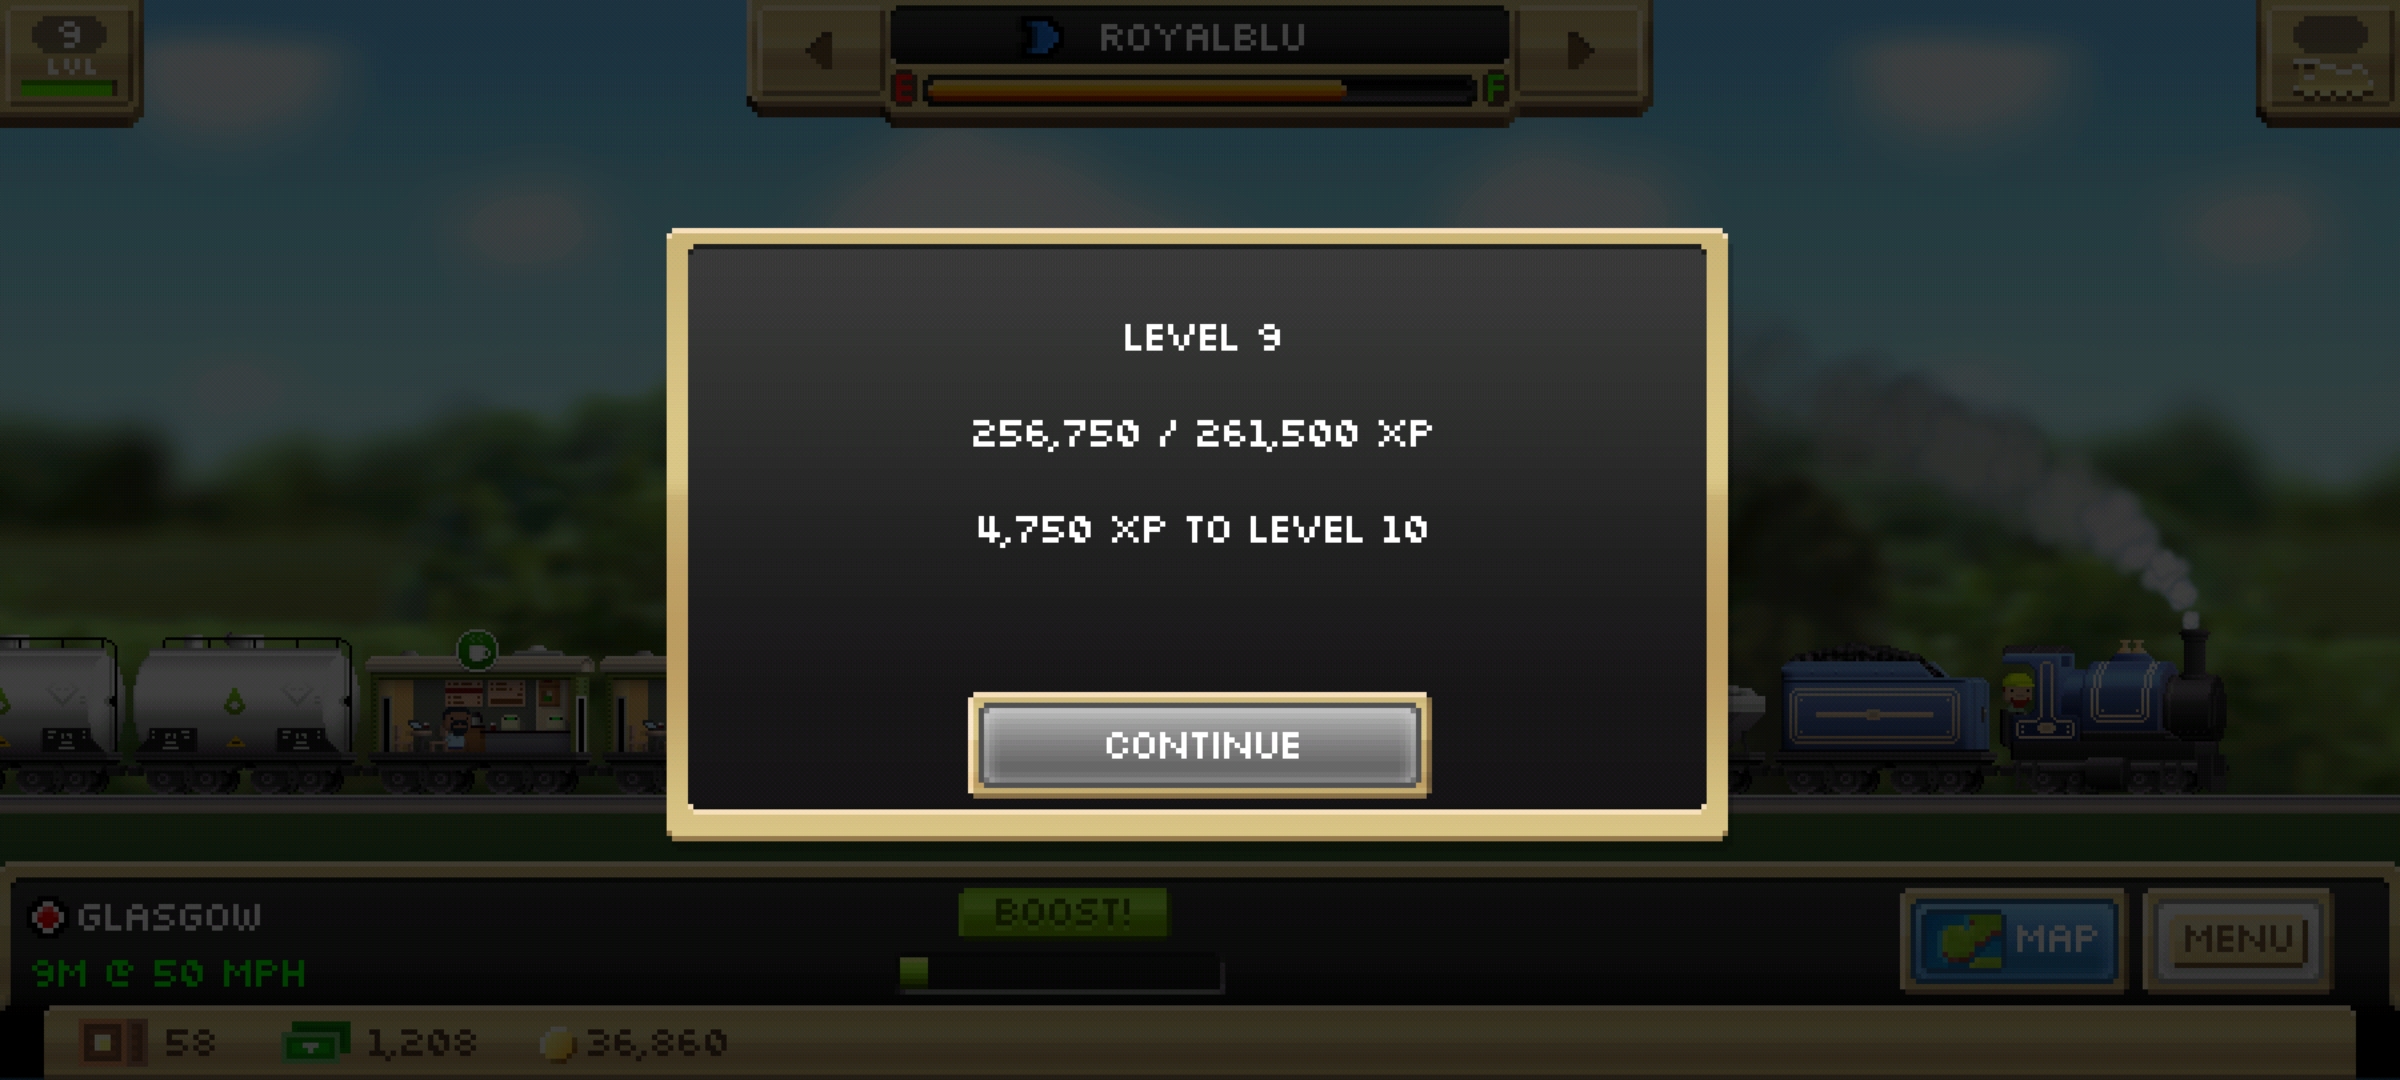 9
LVL
ROYALBLU
E
F
LEVEL 9
256,750 / 261,500 XP
4,750 XP TO LEVEL 10
CONTINUE
GLASGOW
9M @ 50 MPH
BOOST!
MAP
MENU
58
1,208
36,860